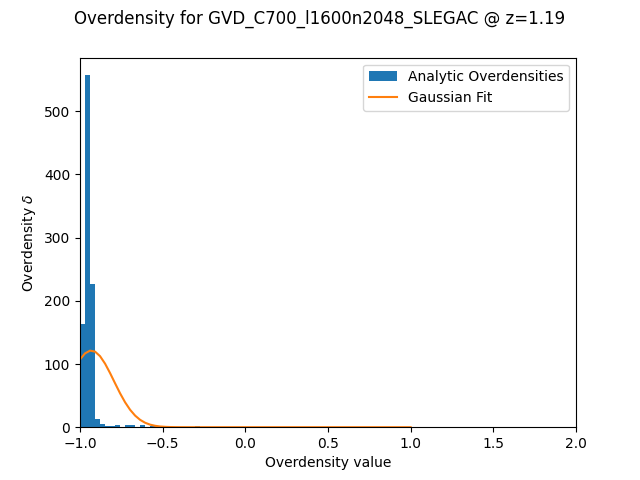 Overdensity for GVD_C700_l1600n2048_SLEGAC @ z=1.19
Analytic Overdensities
Gaussian Fit
Overdensity δ
500
400
300
200
100
0
−1.0 −0.5 0.0 0.5 1.0 1.5 2.0
Overdensity value